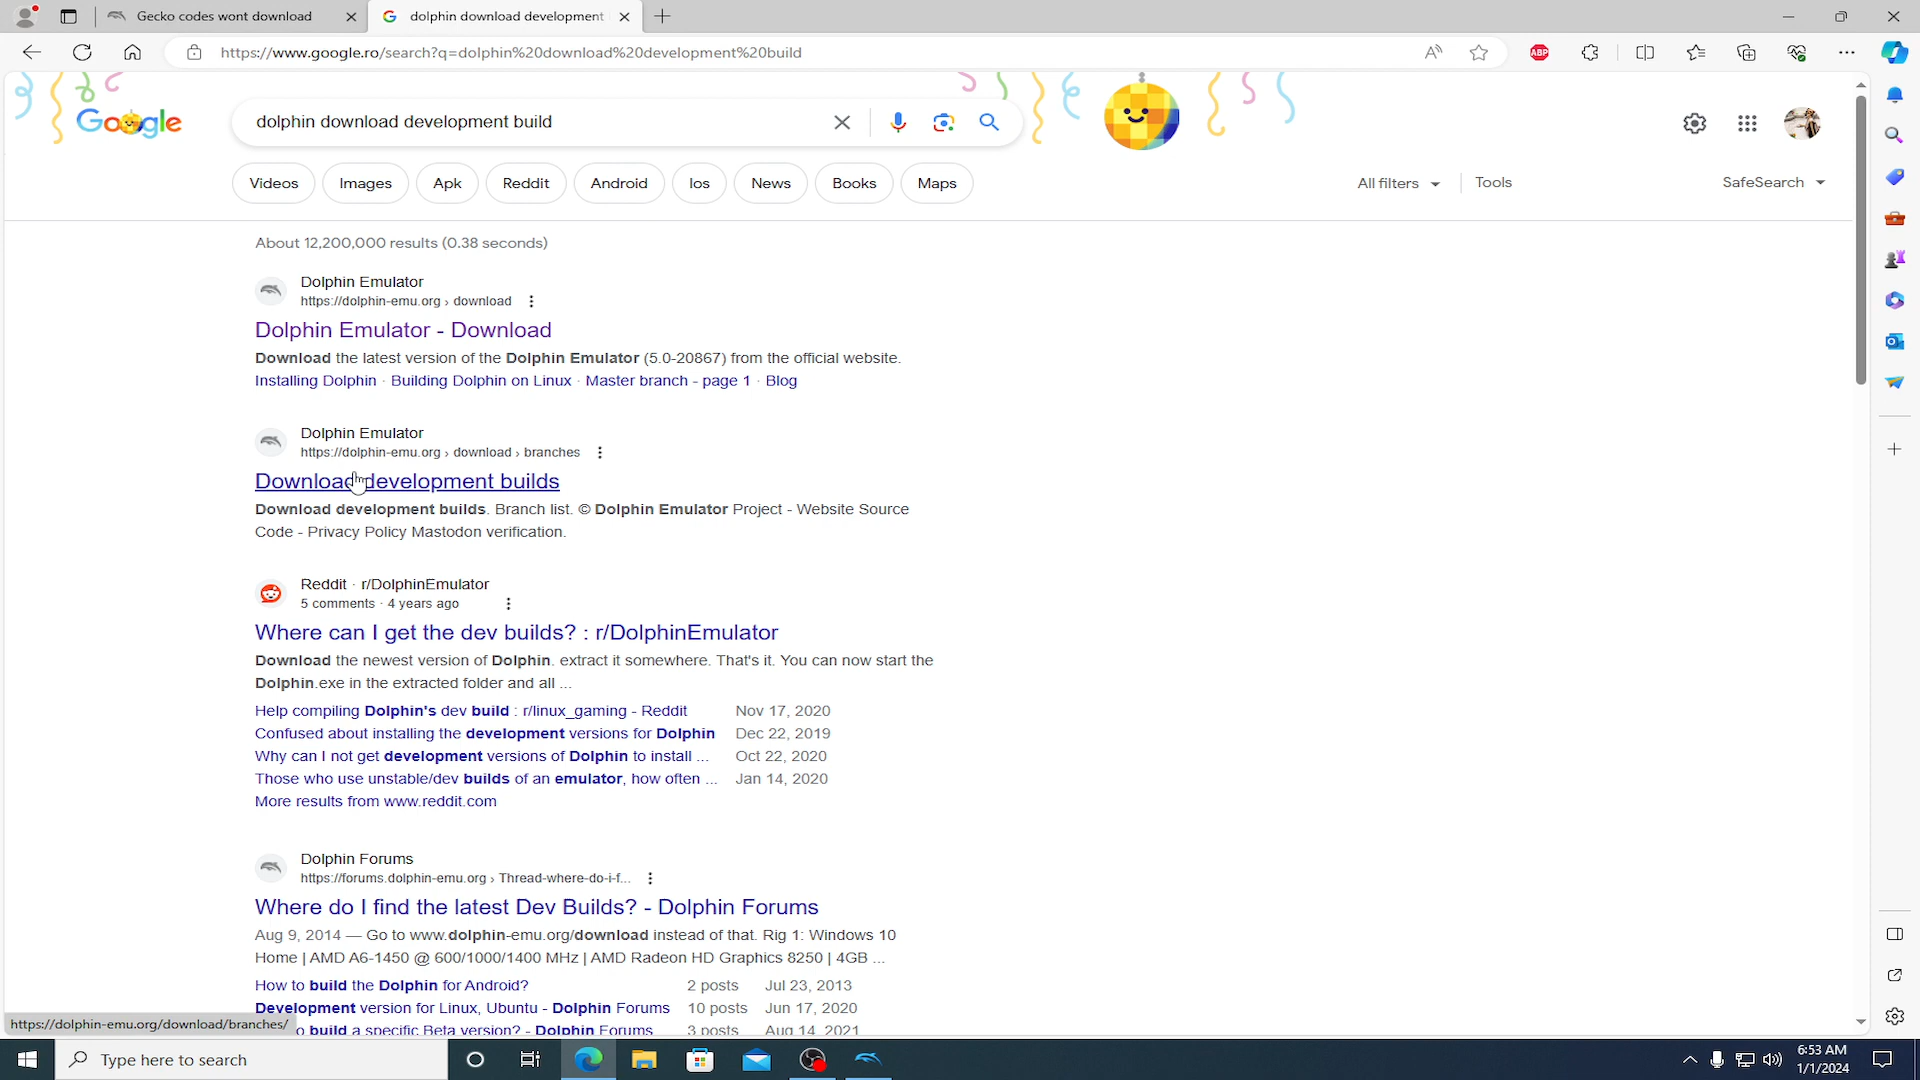 Gecko codes wont download
dolphin download development
https://www.google.ro/search?q=dolphin%20download%20development%20build
ABP
Google
dolphin download development build
Videos
Images
Apk
Reddit
Android
Ios
News
Books
Maps
All filters
Tools
SafeSearch
About 12,200,000 results (0.38 seconds)
Dolphin Emulator
https://dolphin-emu.org › download
Dolphin Emulator - Download
Download the latest version of the Dolphin Emulator (5.0-20867) from the official website.
Installing Dolphin · Building Dolphin on Linux · Master branch - page 1 · Blog
Dolphin Emulator
https://dolphin-emu.org › download › branches
Download development builds
Download development builds. Branch list. © Dolphin Emulator Project - Website Source
Code - Privacy Policy Mastodon verification.
Reddit · r/DolphinEmulator
5 comments · 4 years ago
Where can I get the dev builds? : r/DolphinEmulator
Download the newest version of Dolphin. extract it somewhere. That's it. You can now start the
Dolphin.exe in the extracted folder and all ...
Help compiling Dolphin's dev build : r/linux_gaming - Reddit Nov 17, 2020
Confused about installing the development versions for Dolphin Dec 22, 2019
Why can I not get development versions of Dolphin to install ... Oct 22, 2020
Those who use unstable/dev builds of an emulator, how often ... Jan 14, 2020
More results from www.reddit.com
Dolphin Forums
https://forums.dolphin-emu.org › Thread-where-do-i-f...
Where do I find the latest Dev Builds? - Dolphin Forums
Aug 9, 2014 — Go to www.dolphin-emu.org/download instead of that. Rig 1: Windows 10
Home | AMD A6-1450 @ 600/1000/1400 MHz | AMD Radeon HD Graphics 8250 | 4GB ...
How to build the Dolphin for Android? 2 posts Jul 23, 2013
Development version for Linux, Ubuntu - Dolphin Forums 10 posts Jun 17, 2020
o build a specific Beta version? - Dolphin Forums 3 posts Aug 14, 2021
https://dolphin-emu.org/download/branches/
Type here to search
6:53 AM
1/1/2024